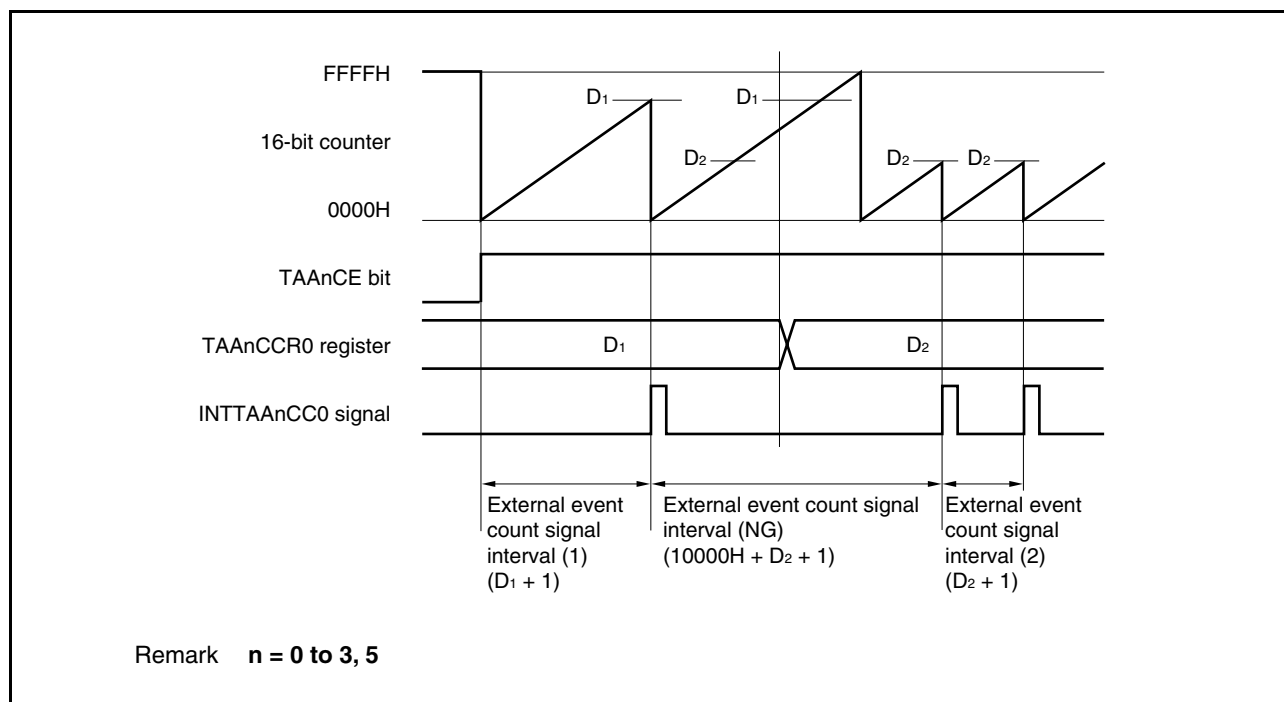 FFFFH
D1
D1
16-bit counter
D2
D2
D2
0000H
TAAnCE bit
TAAnCCR0 register
D1
D2
INTTAAnCC0 signal
External event
count signal
interval (1)
(D1 + 1)
External event count signal
interval (NG)
(10000H + D2 + 1)
External event
count signal
interval (2)
(D2 + 1)
Remark n = 0 to 3, 5